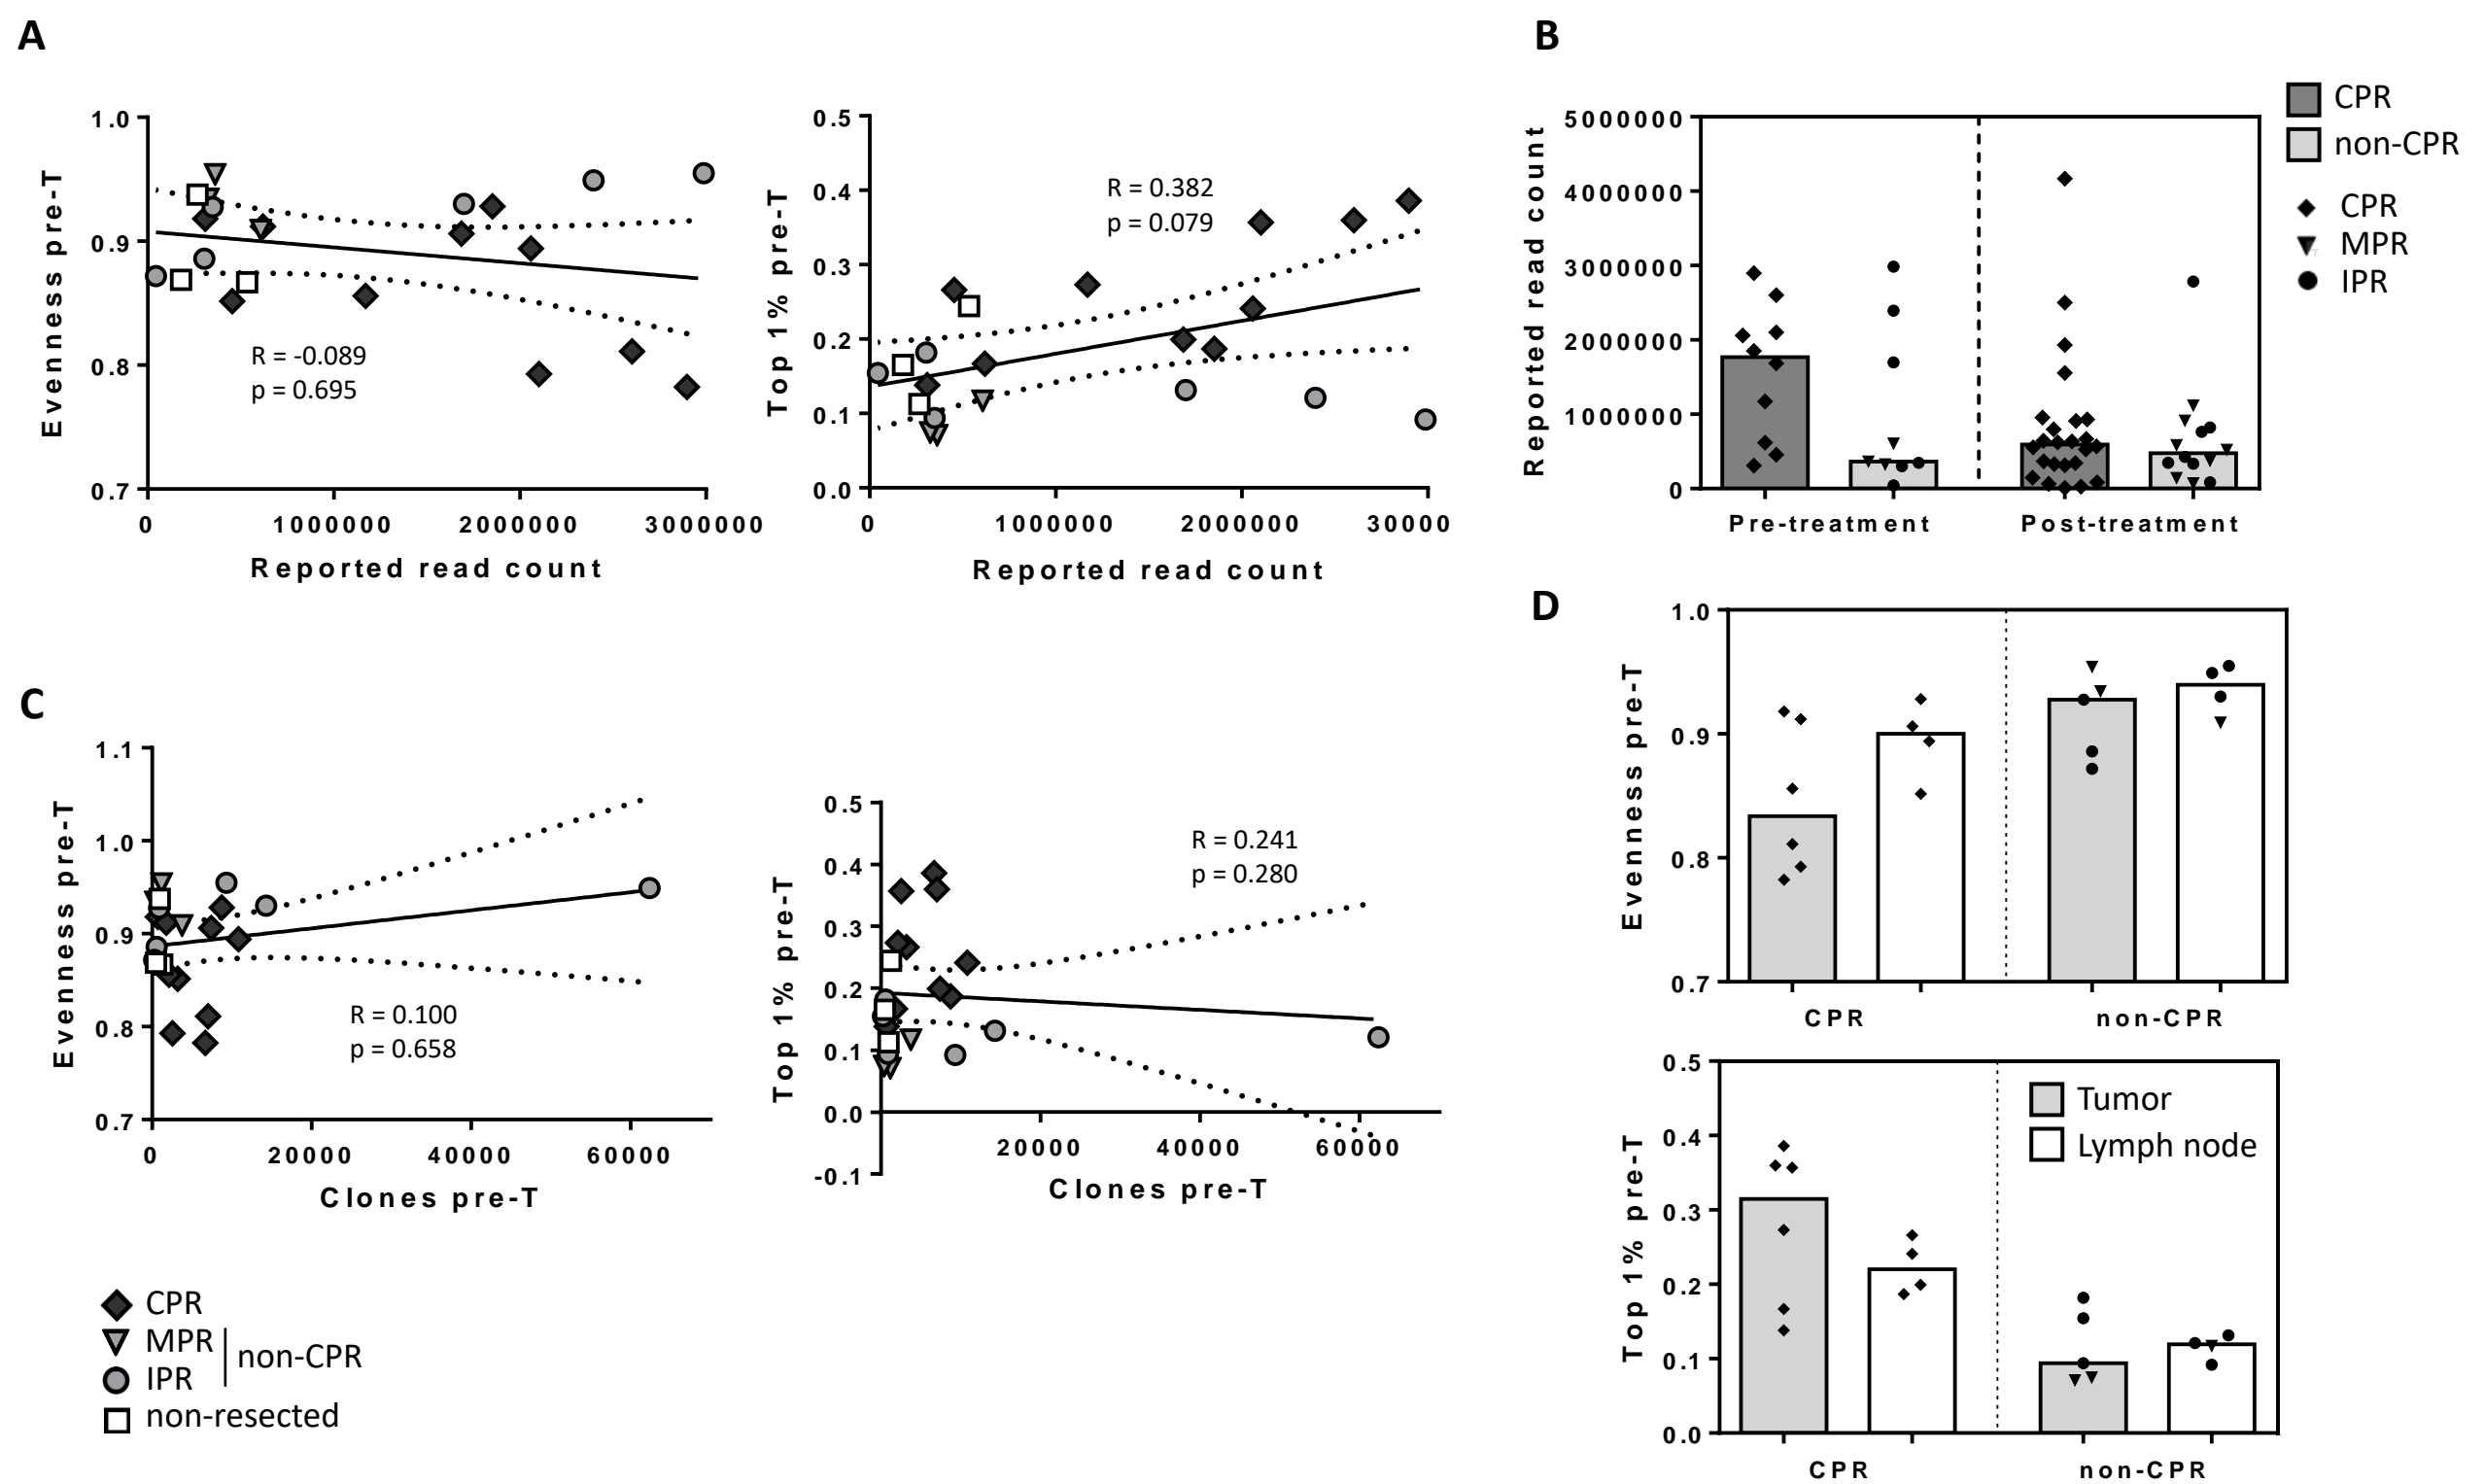 A
1.0
0.9
0.8
0.7
Evenness pre-T
R = -0.089
p = 0.695
0 1000000 2000000 3000000
Reported read count
0.5
0.4
0.3
0.2
0.1
0.0
Top 1% pre-T
R = 0.382
p = 0.079
0 1000000 2000000 30000
Reported read count
B
5000000
4000000
3000000
2000000
1000000
0
Reported read count
Pre-treatment Post-treatment
CPR
non-CPR
CPR
MPR
IPR
C
1.1
1.0
0.9
0.8
0.7
Evenness pre-T
R = 0.100
p = 0.658
0 20000 40000 60000
Clones pre-T
0.5
0.4
0.3
0.2
0.1
0.0
-0.1
Top 1% pre-T
R = 0.241
p = 0.280
20000 40000 60000
Clones pre-T
CPR
MPR
IPR
non-CPR
non-resected
D
1.0
0.9
0.8
0.7
Evenness pre-T
CPR non-CPR
0.5
0.4
0.3
0.2
0.1
0.0
Top 1% pre-T
Tumor
Lymph node
CPR non-CPR